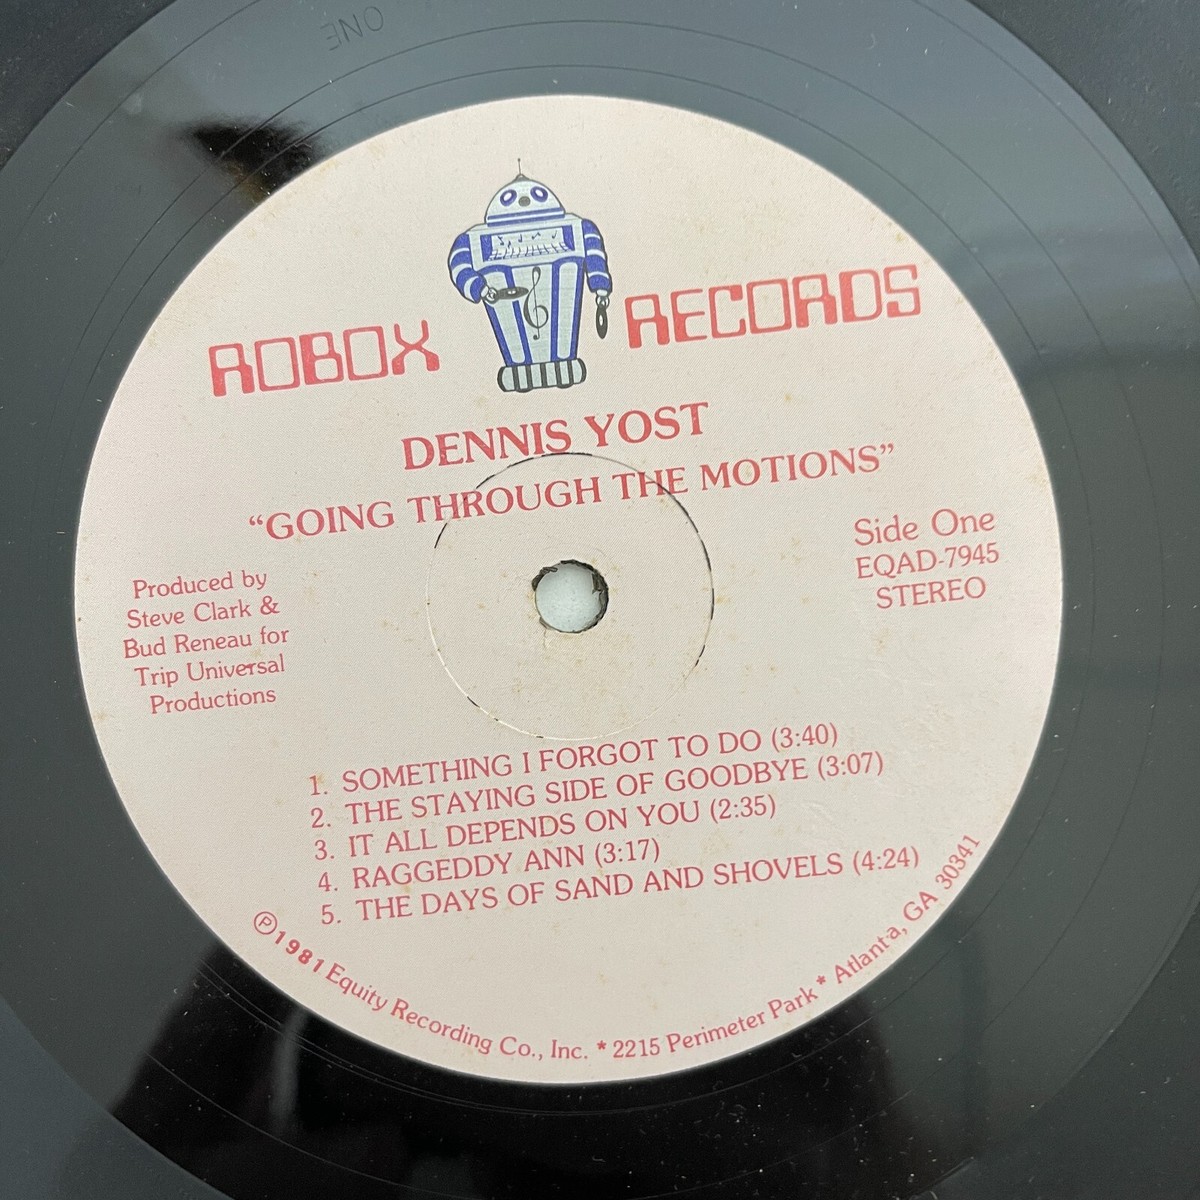 ONE
ROBOX RECORDS
DENNIS YOST
“GOING THROUGH THE MOTIONS”
Side One
EQAD-7945
STEREO
Produced by
Steve Clark &
Bud Reneau for
Trip Universal
Productions
1. SOMETHING I FORGOT TO DO (3:40)
2. THE STAYING SIDE OF GOODBYE (3:07)
3. IT ALL DEPENDS ON YOU (2:35)
4. RAGGEDDY ANN (3:17)
5. THE DAYS OF SAND AND SHOVELS (4:24)
Ⓟ1981 Equity Recording Co., Inc. * 2215 Perimeter Park * Atlanta, GA 30341